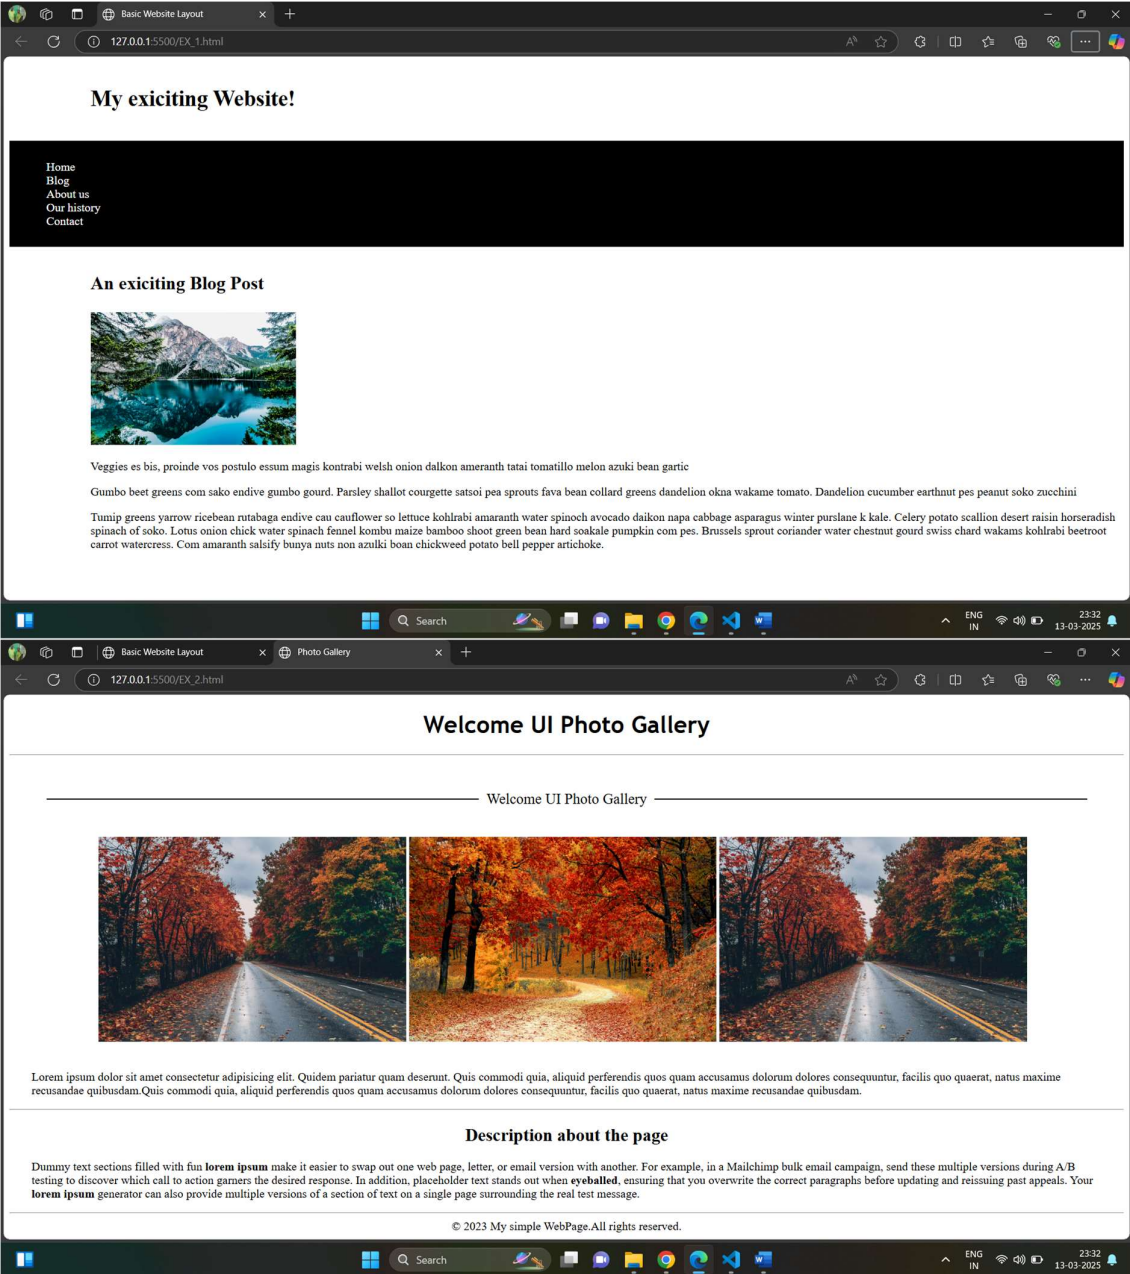 Basic Website Layout
127.0.0.1:5500/EX_1.html
My exiciting Website!
Home
Blog
About us
Our history
Contact
An exiciting Blog Post
Veggies es bis, proinde vos postulo essum magis kontrabi welsh onion dalkon ameranth tatai tomatillo melon azuki bean gartic
Gumbo beet greens com sako endive gumbo gourd. Parsley shallot courgette satsoi pea sprouts fava bean collard greens dandelion okna wakame tomato. Dandelion cucumber earthnut pes peanut soko zucchini
Tumip greens yarrow ricebean rutabaga endive cau cauflower so lettuce kohlrabi amaranth water spinoch avocado daikon napa cabbage asparagus winter purslane k kale. Celery potato scallion desert raisin horseradish
spinach of soko. Lotus onion chick water spinach fennel kombu maize bamboo shoot green bean hard soakale pumpkin com pes. Brussels sprout coriander water chestnut gourd swiss chard wakams kohlrabi beetroot
carrot watercress. Com amaranth salsify bunya nuts non azulki boan chickweed potato bell pepper artichoke.
Search
ENG
IN
23:32
13-03-2025
Basic Website Layout
Photo Gallery
127.0.0.1:5500/EX_2.html
Welcome UI Photo Gallery
Welcome UI Photo Gallery
Lorem ipsum dolor sit amet consectetur adipisicing elit. Quidem pariatur quam deserunt. Quis commodi quia, aliquid perferendis quos quam accusamus dolorum dolores consequuntur, facilis quo quaerat, natus maxime
recusandae quibusdam.Quis commodi quia, aliquid perferendis quos quam accusamus dolorum dolores consequuntur, facilis quo quaerat, natus maxime recusandae quibusdam.
Description about the page
Dummy text sections filled with fun lorem ipsum make it easier to swap out one web page, letter, or email version with another. For example, in a Mailchimp bulk email campaign, send these multiple versions during A/B
testing to discover which call to action garners the desired response. In addition, placeholder text stands out when eyeballed, ensuring that you overwrite the correct paragraphs before updating and reissuing past appeals. Your
lorem ipsum generator can also provide multiple versions of a section of text on a single page surrounding the real test message.
© 2023 My simple WebPage.All rights reserved.
Search
ENG
IN
23:32
13-03-2025